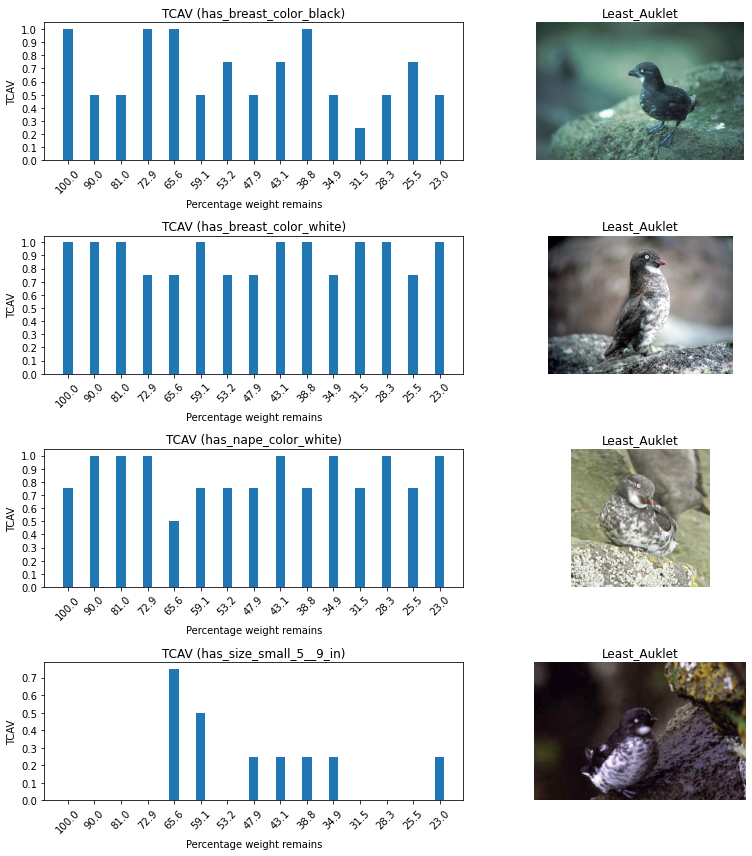 TCAV (has_breast_color_black)
Least_Auklet
1.0
0.9
0.8
0.7
0.6
0.5
0.4
0.3
0.2
0.1
0.0
TCAV
100.0 90.0 81.0 72.9 65.6 59.1 53.2 47.9 43.1 38.8 34.9 31.5 28.3 25.5 23.0
Percentage weight remains
TCAV (has_breast_color_white)
Least_Auklet
1.0
0.9
0.8
0.7
0.6
0.5
0.4
0.3
0.2
0.1
0.0
TCAV
100.0 90.0 81.0 72.9 65.6 59.1 53.2 47.9 43.1 38.8 34.9 31.5 28.3 25.5 23.0
Percentage weight remains
TCAV (has_nape_color_white)
Least_Auklet
1.0
0.9
0.8
0.7
0.6
0.5
0.4
0.3
0.2
0.1
0.0
TCAV
100.0 90.0 81.0 72.9 65.6 59.1 53.2 47.9 43.1 38.8 34.9 31.5 28.3 25.5 23.0
Percentage weight remains
TCAV (has_size_small_5__9_in)
Least_Auklet
0.7
0.6
0.5
0.4
0.3
0.2
0.1
0.0
TCAV
100.0 90.0 81.0 72.9 65.6 59.1 53.2 47.9 43.1 38.8 34.9 31.5 28.3 25.5 23.0
Percentage weight remains